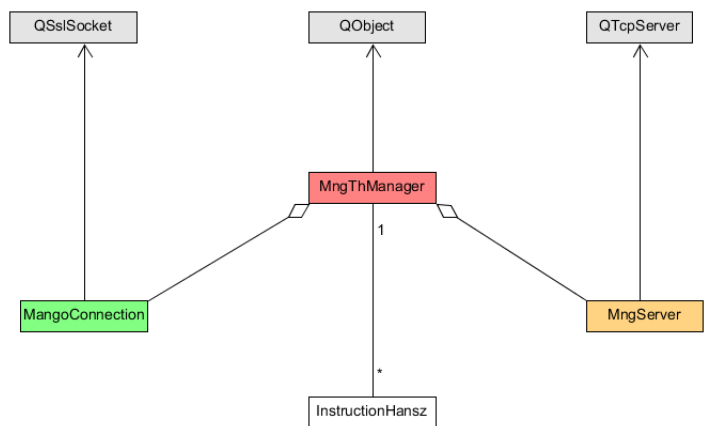 QSslSocket
QObject
QTcpServer
MngThManager
1
MangoConnection
MngServer
*
InstructionHansz